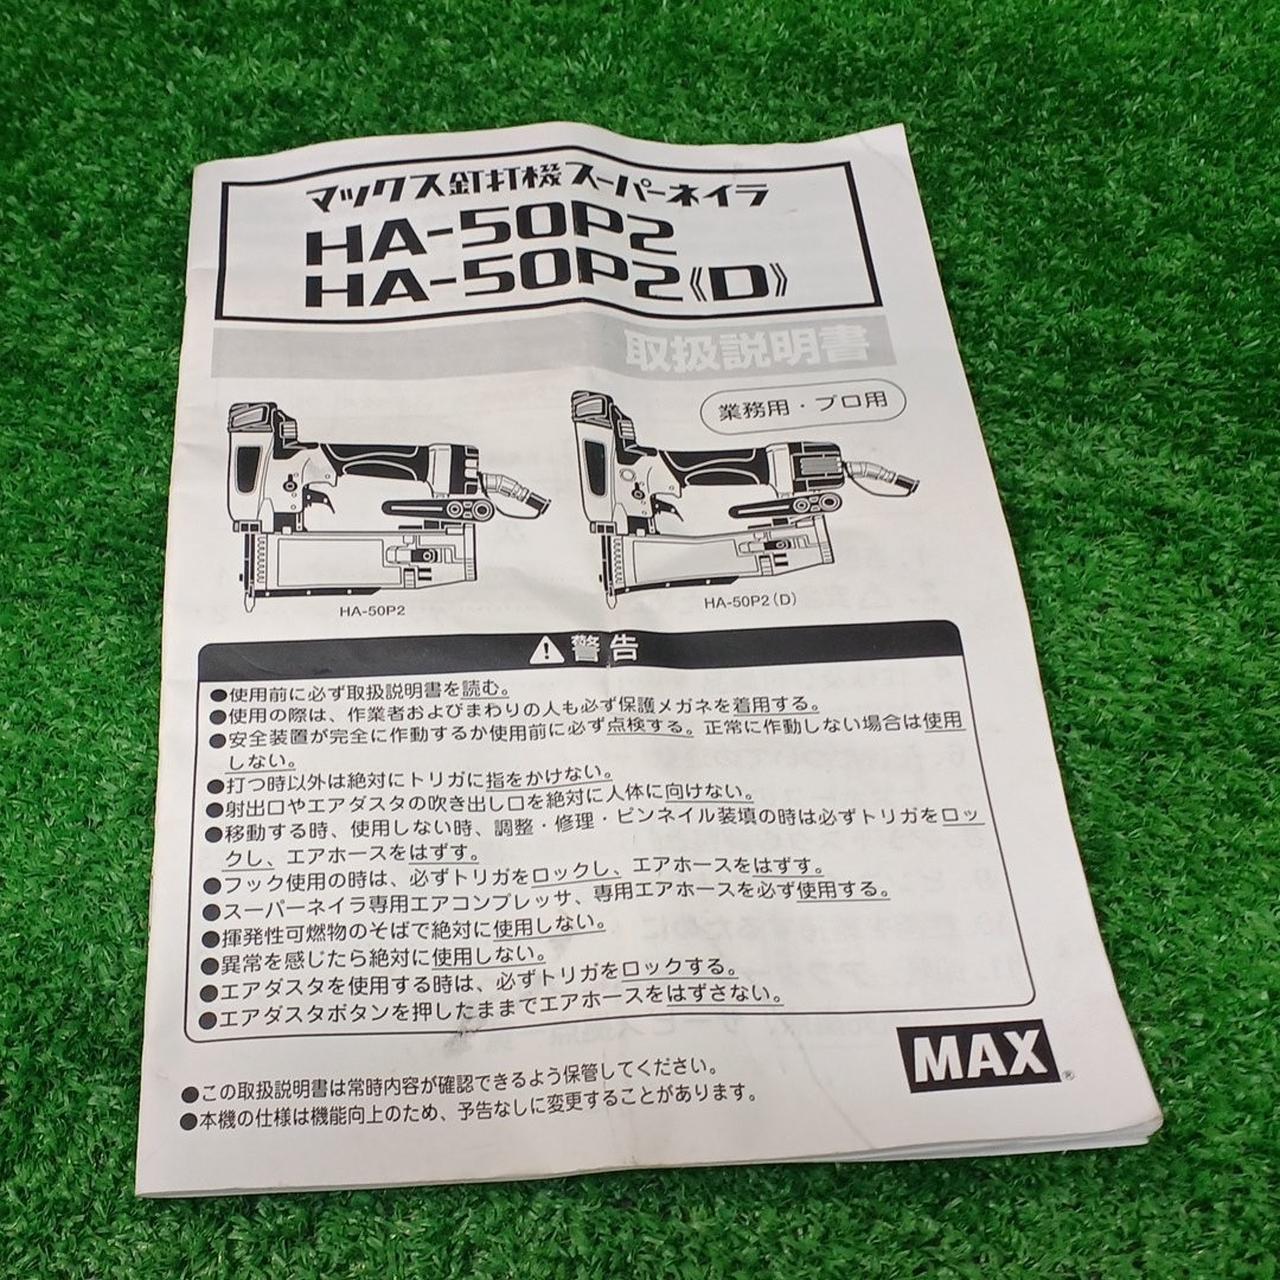 マックス釘打機スーパーネイラ
HA-50P2
HA-50P2《D》
取扱説明書
業務用・プロ用
HA-50P2
HA-50P2(D)
警告
●使用前に必ず取扱説明書を読む。
●使用の際は、作業者およびまわりの人も必ず保護メガネを着用する。
●安全装置が完全に作動するか使用前に必ず点検する。正常に作動しない場合は使用
しない。
●打つ時以外は絶対にトリガに指をかけない。
●射出口やエアダスタの吹き出し口を絶対に人体に向けない。
●移動する時、使用しない時、調整・修理・ピンネイル装填の時は必ずトリガをロッ
クし、エアホースをはずす。
●フック使用の時は、必ずトリガをロックし、エアホースをはずす。
●スーパーネイラ専用エアコンプレッサ、専用エアホースを必ず使用する。
●揮発性可燃物のそばで絶対に使用しない。
●異常を感じたら絶対に使用しない。
●エアダスタを使用する時は、必ずトリガをロックする。
●エアダスタボタンを押したままでエアホースをはずさない。
MAX®
●この取扱説明書は常時内容が確認できるよう保管してください。
●本機の仕様は機能向上のため、予告なしに変更することがあります。